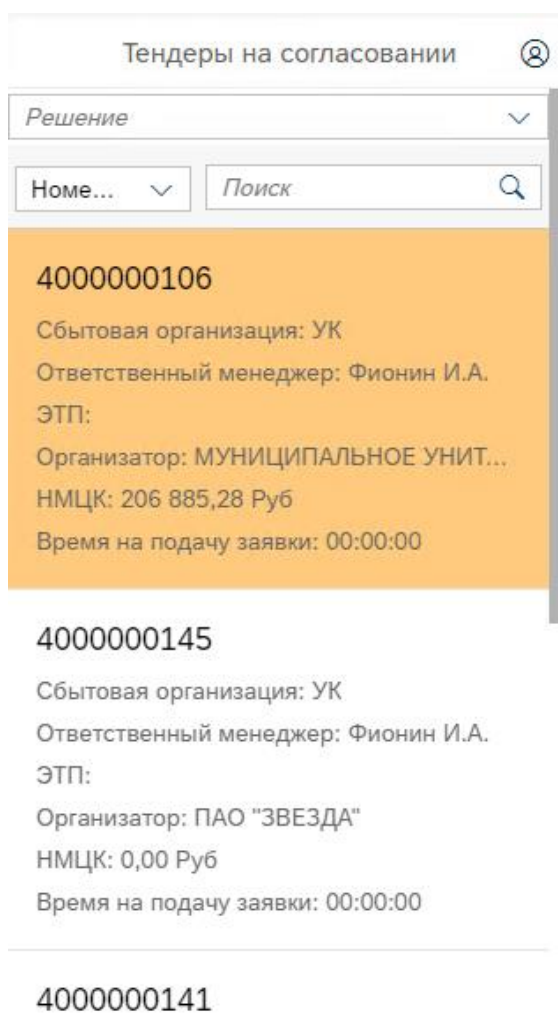 Тендеры на согласовании
Решение
Номе...
Поиск
4000000106
Сбытовая организация: УК
Ответственный менеджер: Фионин И.А.
ЭТП:
Организатор: МУНИЦИПАЛЬНОЕ УНИТ...
НМЦК: 206 885,28 Руб
Время на подачу заявки: 00:00:00
4000000145
Сбытовая организация: УК
Ответственный менеджер: Фионин И.А.
ЭТП:
Организатор: ПАО "ЗВЕЗДА"
НМЦК: 0,00 Руб
Время на подачу заявки: 00:00:00
4000000141